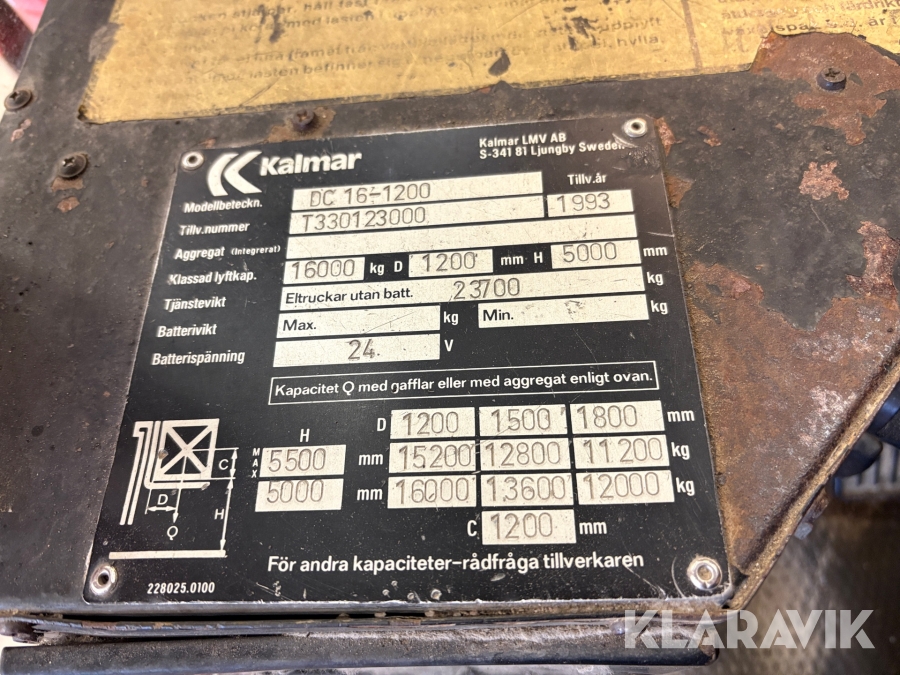 Kalmar
Kalmar LMV AB
S-341 81 Ljungby Sweden
Modellbeteckn. DC 16-1200 Tillv.år
Tillv.nummer T330123000 1993
Aggregat (Integrerat)
Klassad lyftkap. 16000 kg D 1200 mm H 5000 mm
Tjänstevikt Eltruckar utan batt. 23700 kg
Batterivikt Max. kg Min. kg
Batterispänning 24 V
Kapacitet Q med gafflar eller med aggregat enligt ovan.
D 1200 1500 1800 mm
H MAX 5500 mm 15200 12800 11200 kg
5000 mm 16000 13600 12000 kg
C 1200 mm
C
D
H
Q
För andra kapaciteter-rådfråga tillverkaren
228025.0100
KLARAVIK